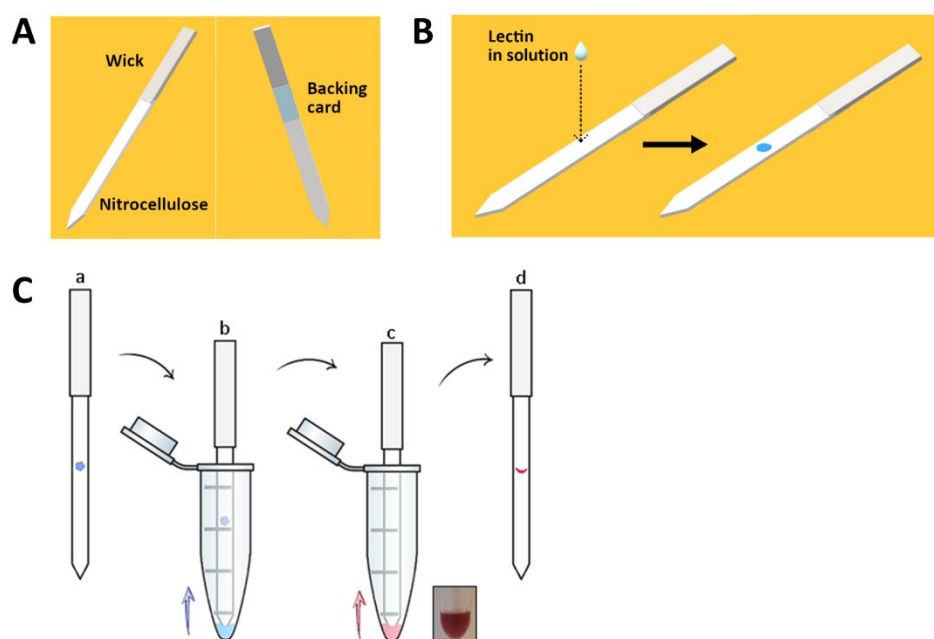 A
Wick
Nitrocellulose
Backing
card
B
Lectin
in solution
C
a
b
c
d